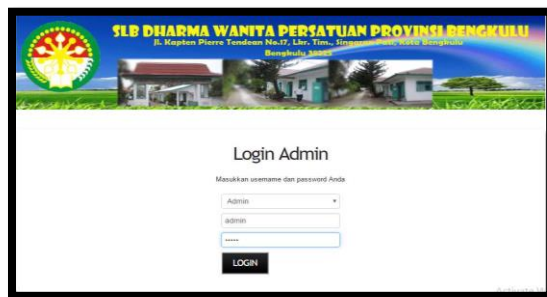 SLB DHARMA WANITA PERSATUAN PROVINSI BENGKULU
Jl. Kapten Pierre Tendean No.17, Lkr. Tim., Singaran Pati, Kota Bengkulu
Bengkulu 38225
Login Admin
Masukkan username dan password Anda
Admin
admin
LOGIN